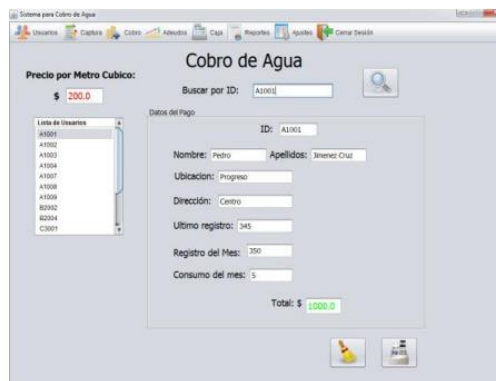 Sistema para Cobro de Agua
Usuarios Captura Cobro Adeudos Caja Reportes Ajustes Cerrar Sesión
Cobro de Agua
Precio por Metro Cubico:
$ 200.0
Buscar por ID: A1001
Lista de Usuarios
A1001
A1002
A1003
A1004
A1007
A1008
A1009
B2002
B2004
C3001
Datos del Pago
ID: A1001
Nombre: Pedro Apellidos: Jimenez Cruz
Ubicacion: Progreso
Dirección: Centro
Ultimo registro: 345
Registro del Mes: 350
Consumo del mes: 5
Total: $ 1000.0